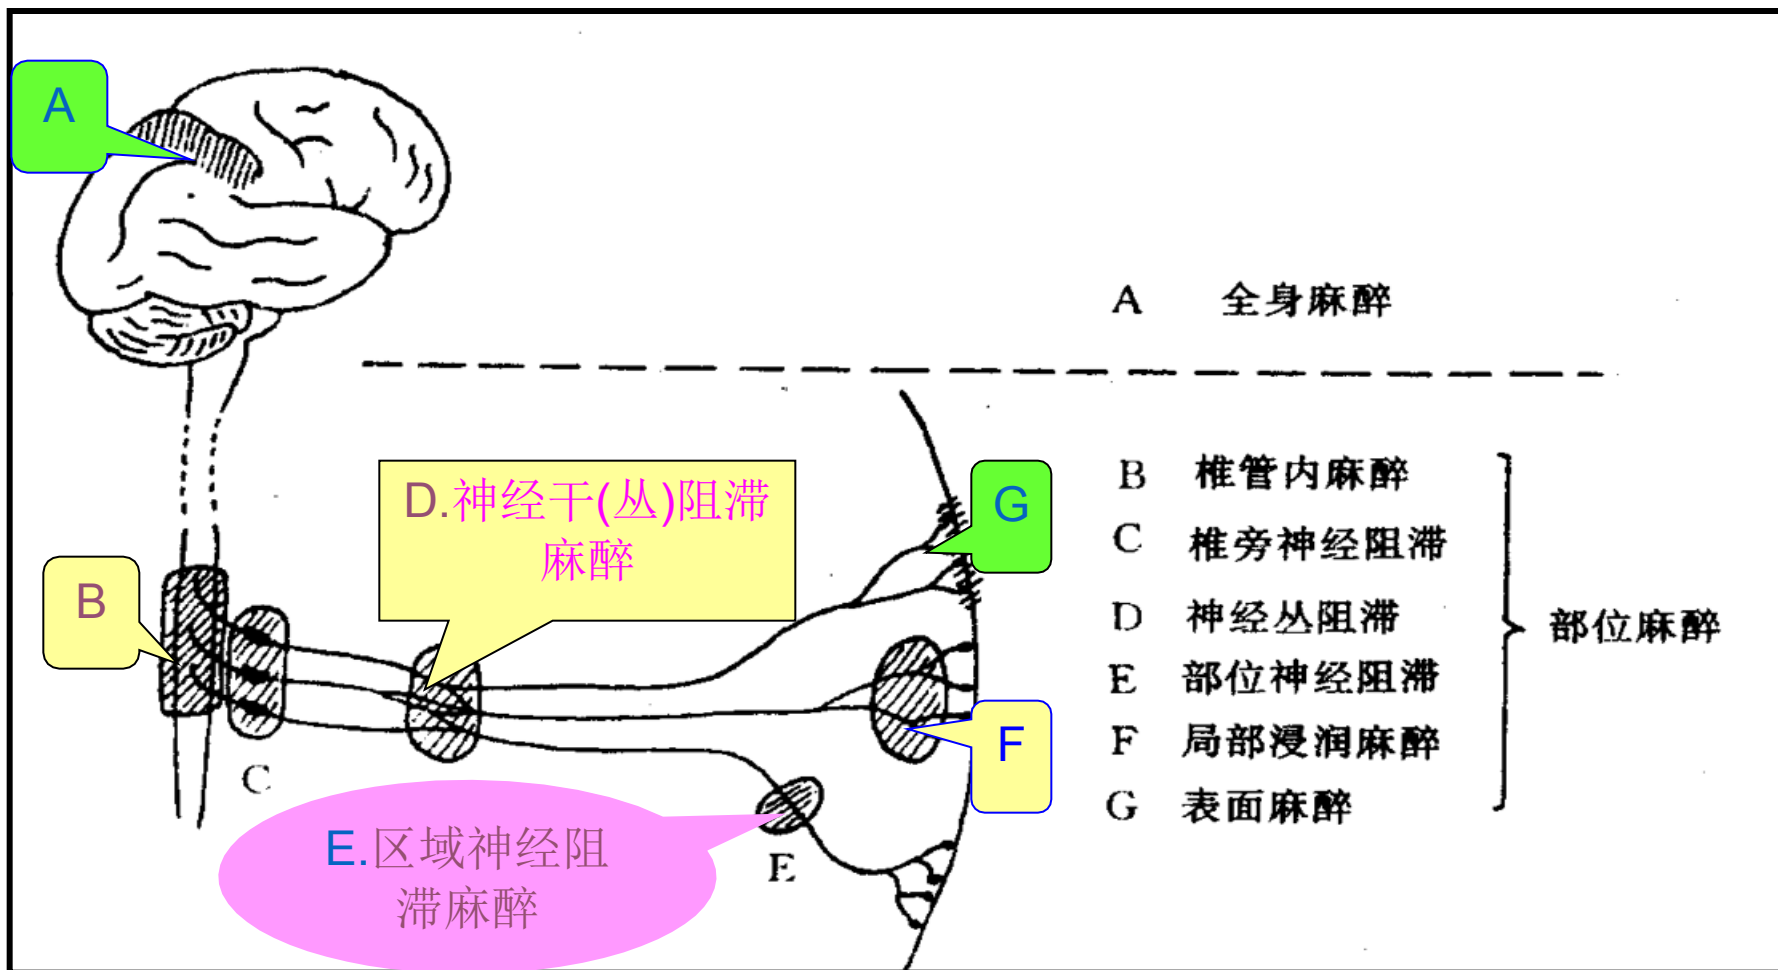 A
A 全身麻醉
D.神经干(丛)阻滞
麻醉
G
B
B 椎管内麻醉
C 椎旁神经阻滞
D 神经丛阻滞
E 部位神经阻滞
F 局部浸润麻醉
G 表面麻醉
部位麻醉
F
C
E.区域神经阻
滞麻醉
E